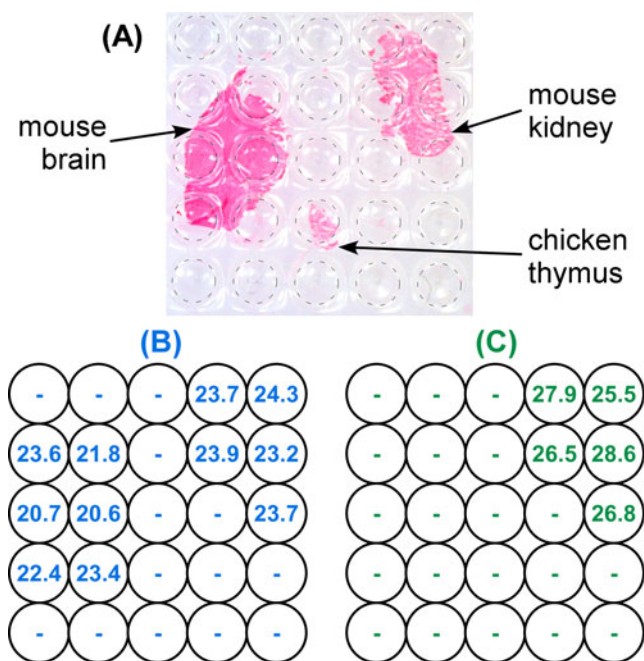 (A)
mouse
brain
mouse
kidney
chicken
thymus
(B)
- - - 23.7 24.3
23.6 21.8 - 23.9 23.2
20.7 20.6 - - 23.7
22.4 23.4 - - -
- - - - -
(C)
- - - 27.9 25.5
- - - 26.5 28.6
- - - - 26.8
- - - - -
- - - - -